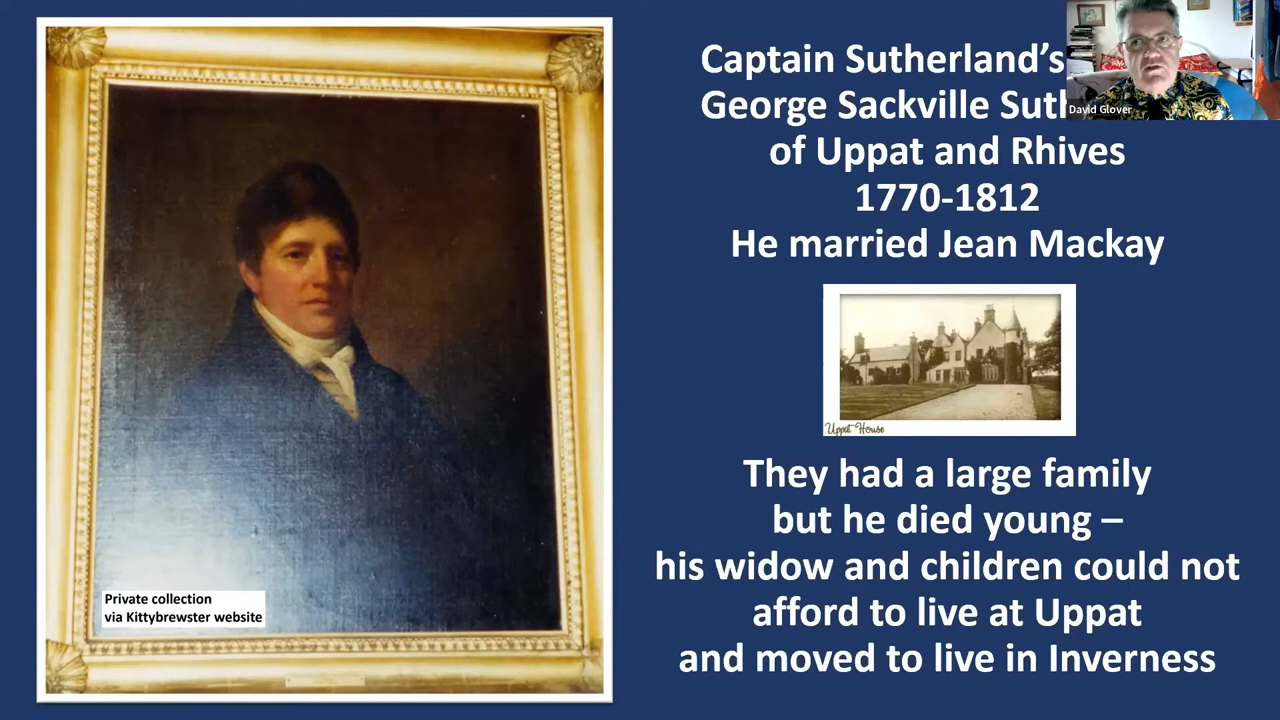 Captain Sutherland's
George Sackville
of Uppat and Rhives
1770-1812
He married Jean Mackay
David Glover
Uppat House
They had a large family
but he died young –
his widow and children could not
afford to live at Uppat
and moved to live in Inverness
Private collection
via Kittybrewster website